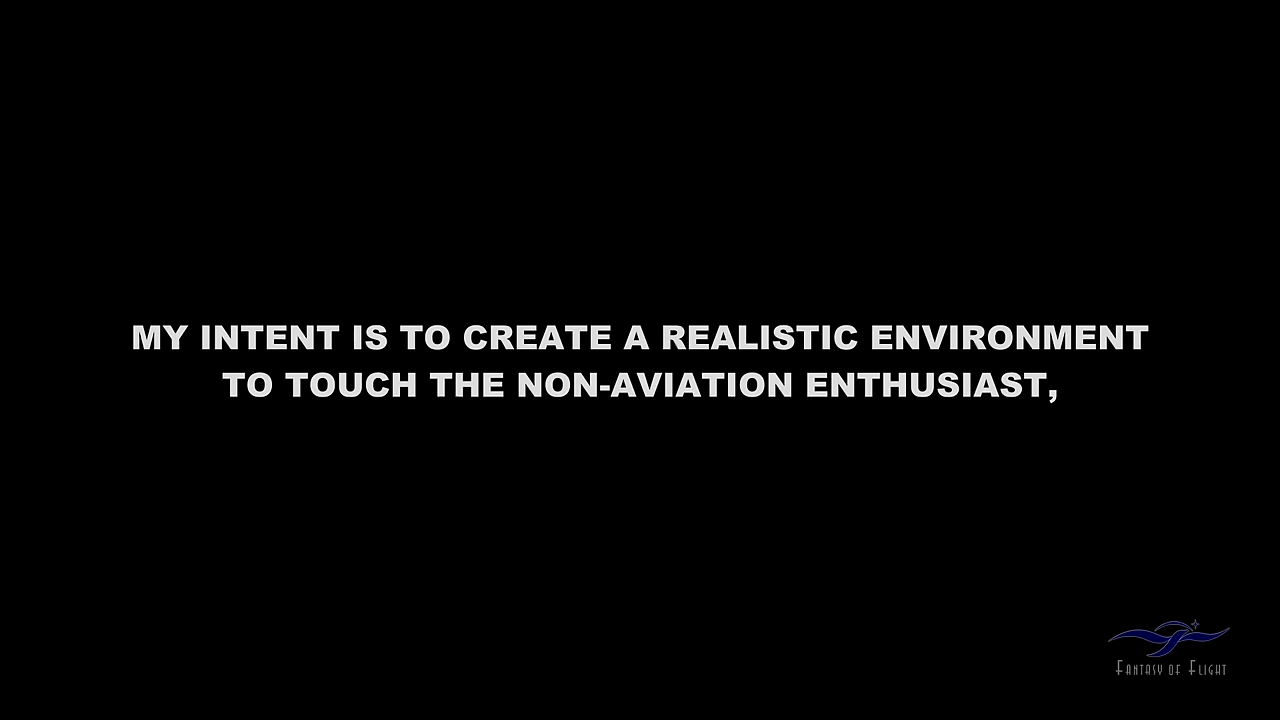 MY INTENT IS TO CREATE A REALISTIC ENVIRONMENT
TO TOUCH THE NON-AVIATION ENTHUSIAST,
FANTASY OF FLIGHT